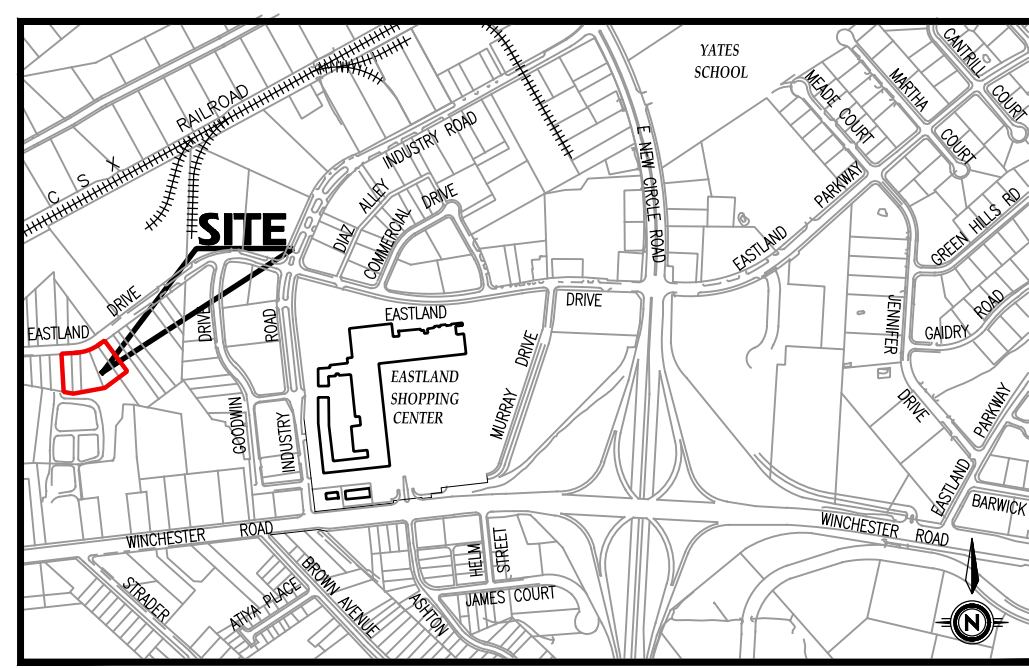 YATES
SCHOOL
CANTRILL
COURT
MARTHA
COURT
MEADE COURT
CSX
RAILROAD
INDUSTRY ROAD
E NEW CIRCLE ROAD
PARKWAY
EASTLAND
GREEN HILLS RD
DIAZ
ALLEY
COMMERCIAL
DRIVE
SITE
EASTLAND
DRIVE
DRIVE
ROAD
EASTLAND
DRIVE
JENNIFER
DRIVE
GAIDRY
ROAD
EASTLAND
SHOPPING
CENTER
MURRAY
DRIVE
GOODWIN
INDUSTRY
PARKWAY
EASTLAND
BARWICK
WINCHESTER
ROAD
WINCHESTER
ROAD
HELM
STREET
JAMES COURT
STRADER
ATIYA PLACE
BROWN AVENUE
ASHTON
N